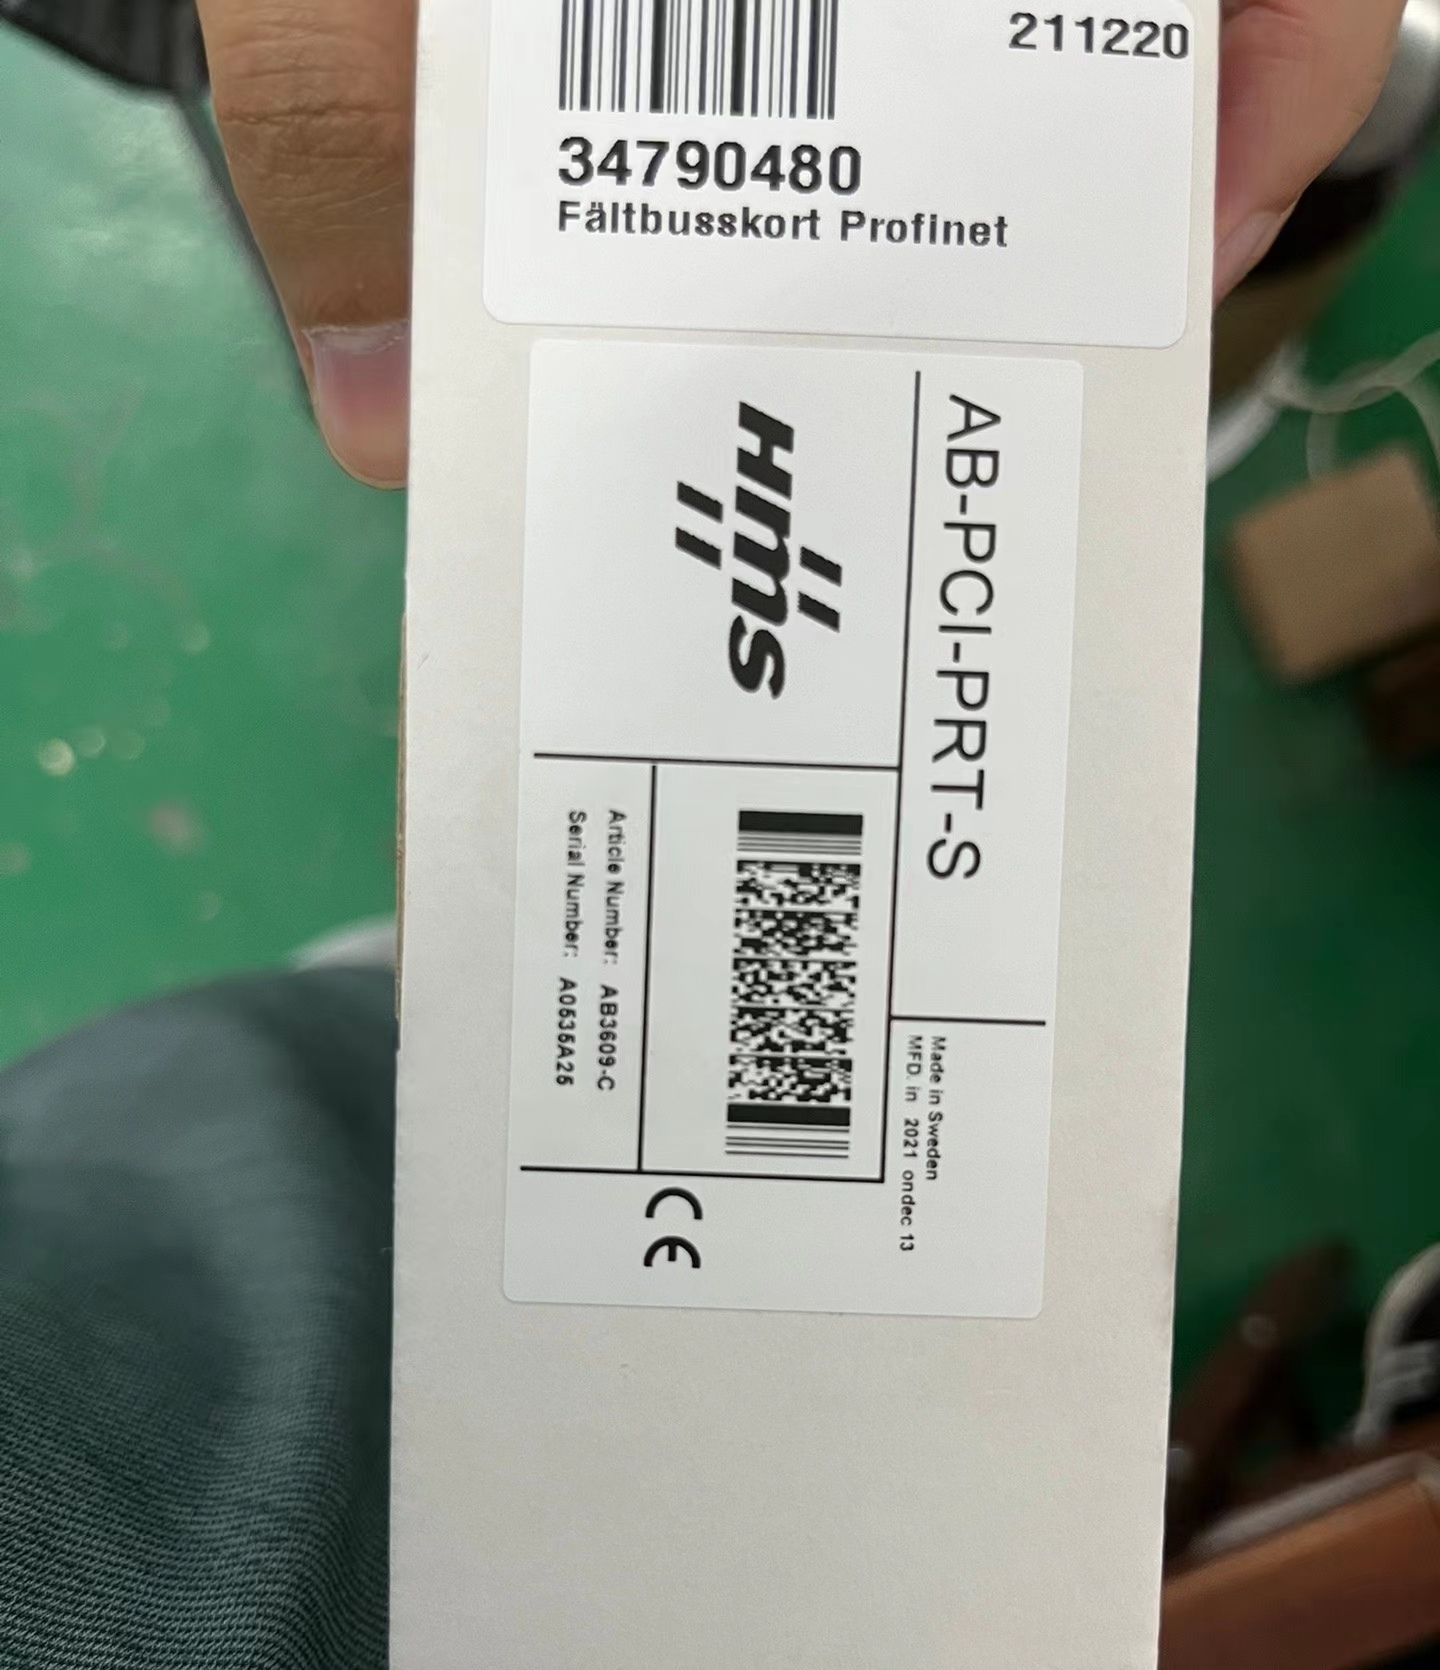 211220
34790480
Fältbusskort Profinet
AB-PCI-PRT-S
HMS
Made in Sweden
MFD. in 2021 ondec 13
Article Number: AB3609-C
Serial Number: A0535A25
CE